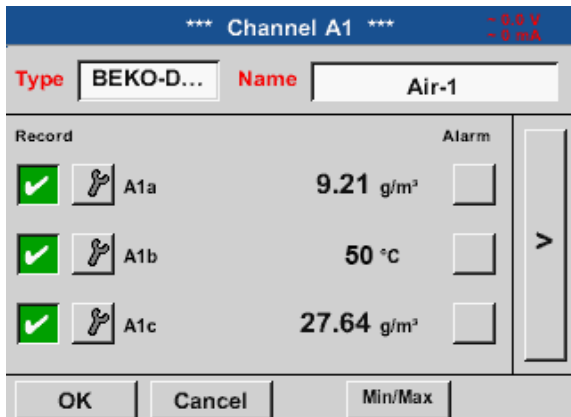 *** Channel A1 ***
~ 0.0 V
~ 0 mA
Type BEKO-D... Name Air-1
Record Alarm
A1a 9.21 g/m³
A1b 50 °C
A1c 27.64 g/m³
>
OK Cancel Min/Max